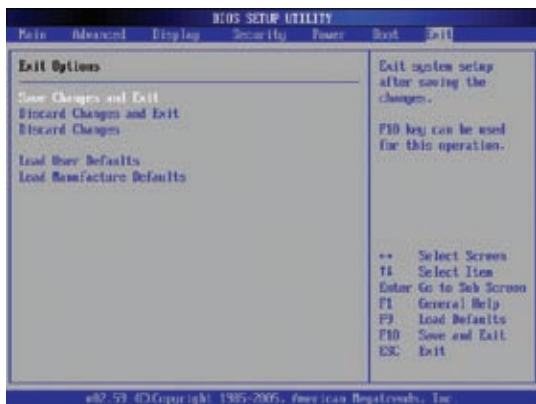 BIOS SETUP UTILITY
Main Advanced Display Security Power Boot Exit
Exit Options
Save Changes and Exit
Discard Changes and Exit
Discard Changes
Load User Defaults
Load Manufacture Defaults
Exit system setup
after saving the
changes.
F10 key can be used
for this operation.
↔ Select Screen
↑↓ Select Item
Enter Go to Sub Screen
F1 General Help
F9 Load Defaults
F10 Save and Exit
ESC Exit
v02.59 (C)Copyright 1985-2005, American Megatrends, Inc.